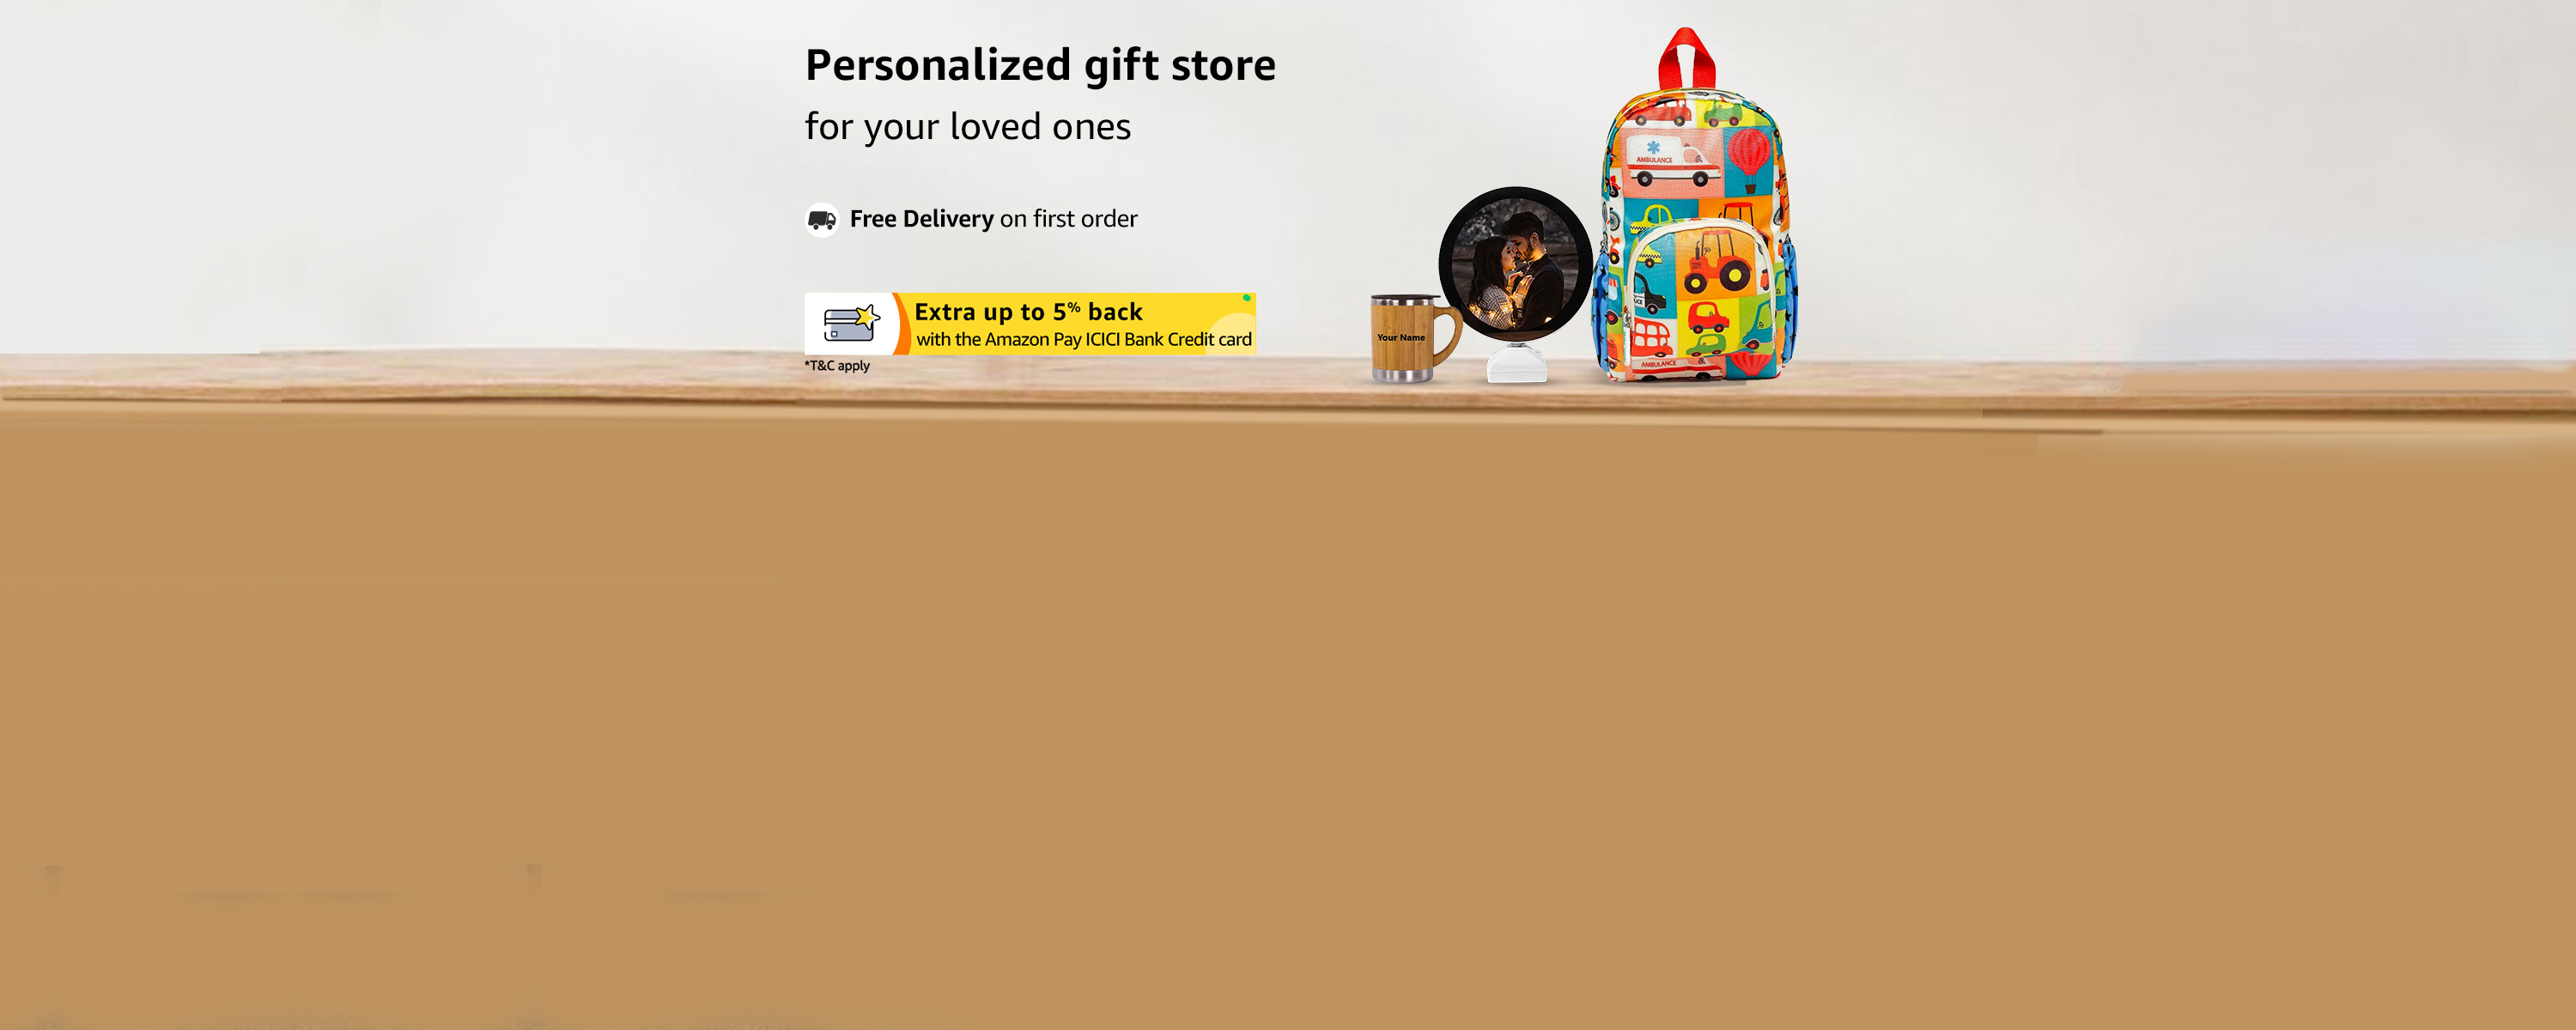 Personalized gift store
for your loved ones
Free Delivery on first order
Extra up to 5% back
with the Amazon Pay ICICI Bank Credit card
*T&C apply
Your Name
AMBULANCE
AMBULANCE